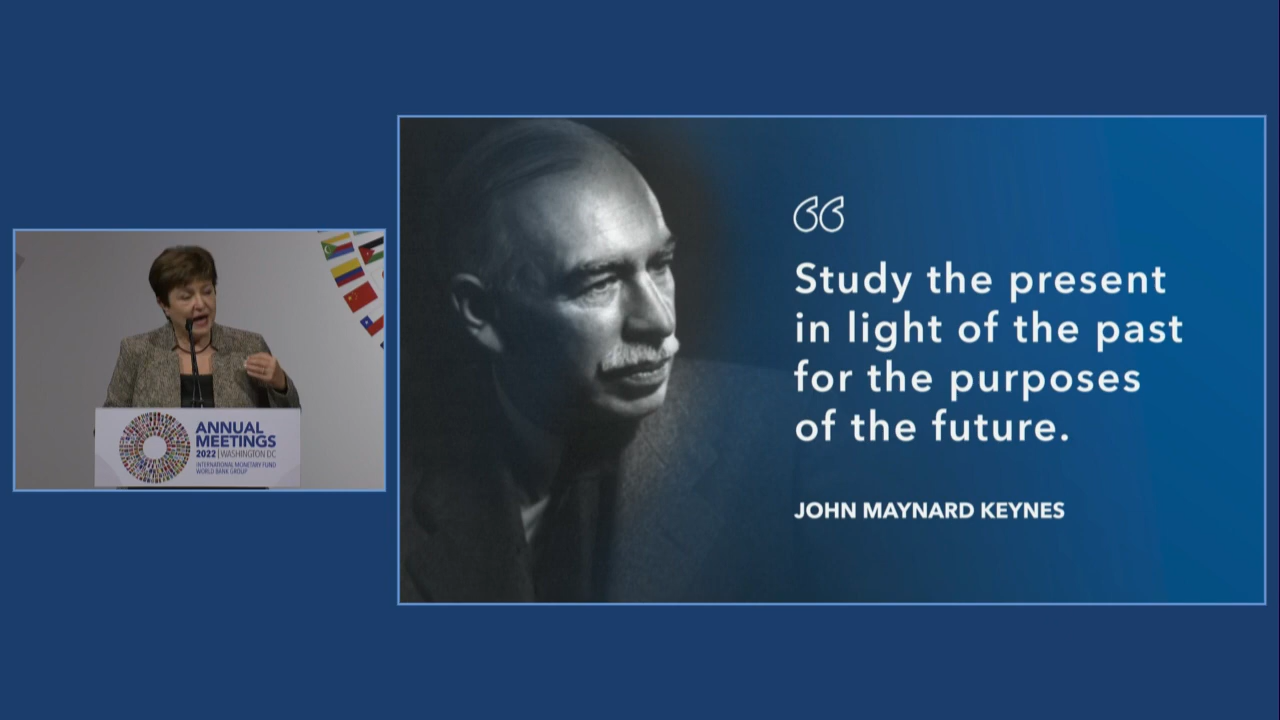 ANNUAL
MEETINGS
2022 | WASHINGTON DC
INTERNATIONAL MONETARY FUND
WORLD BANK GROUP
“
Study the present
in light of the past
for the purposes
of the future.
JOHN MAYNARD KEYNES